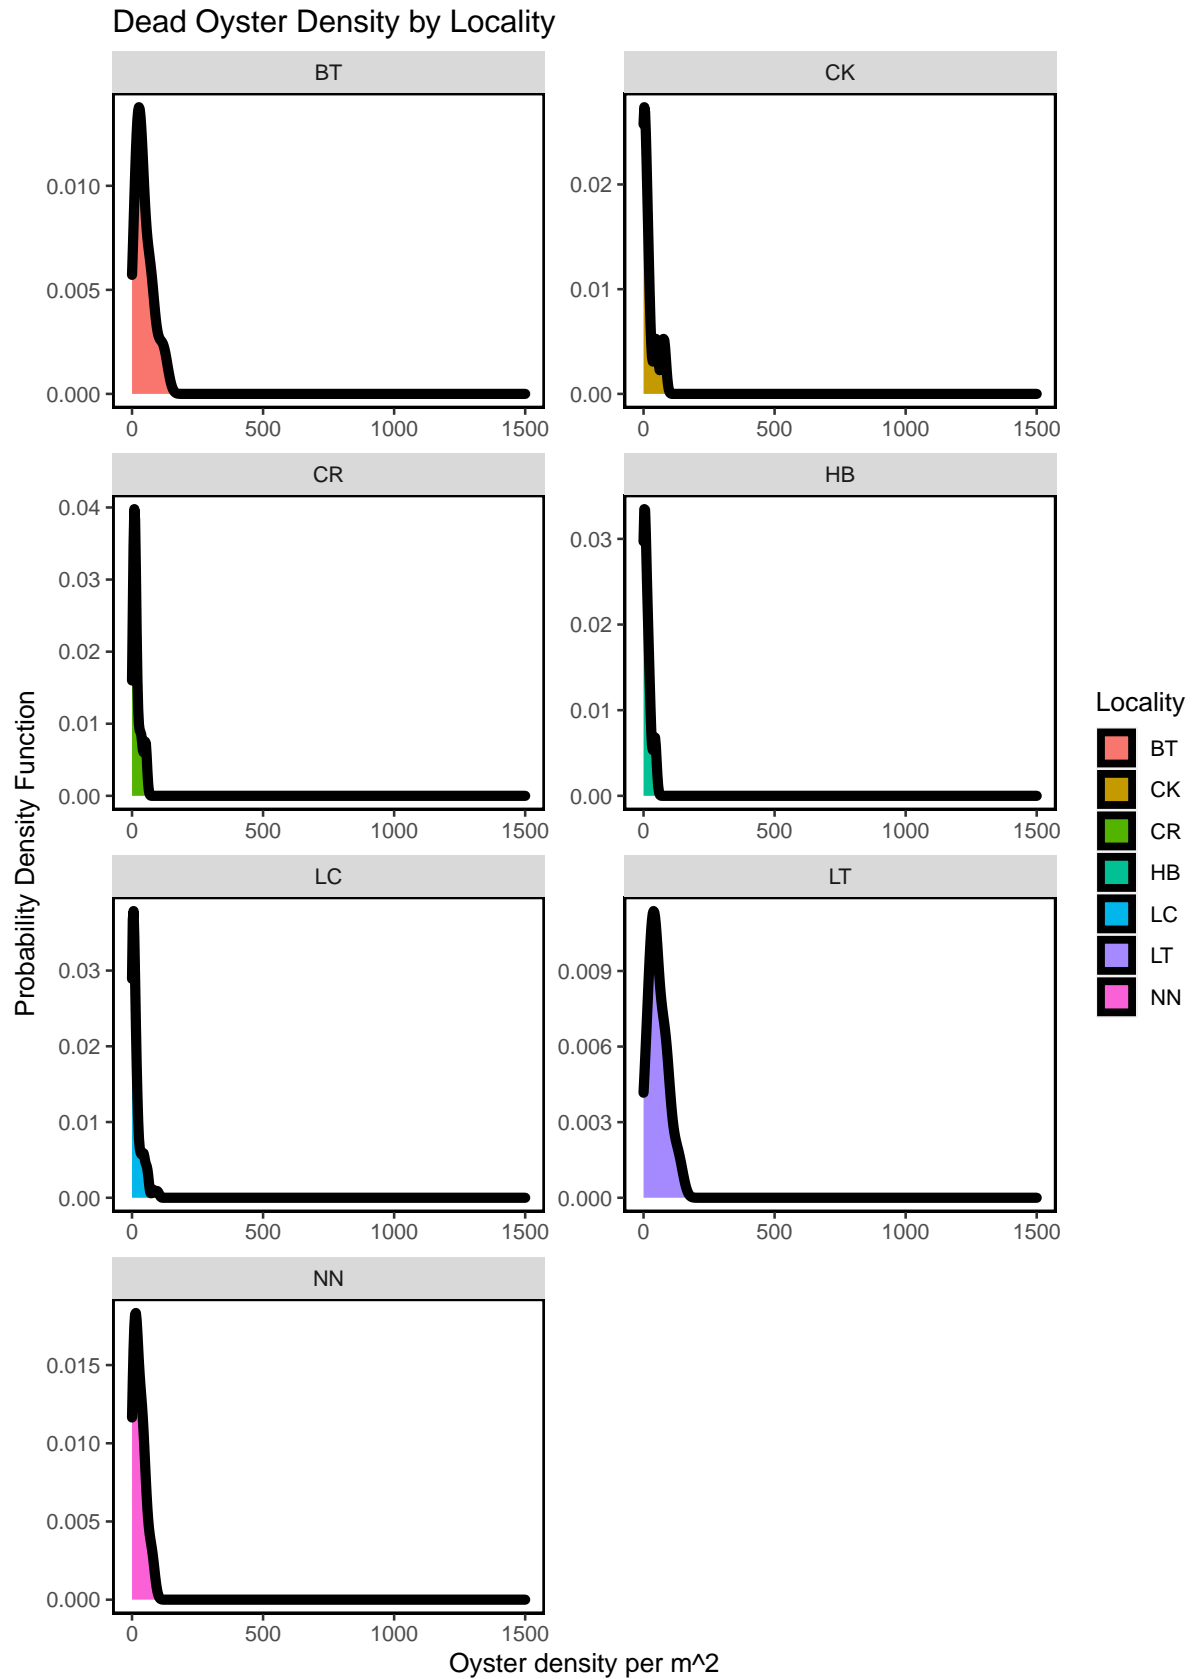 Dead Oyster Density by Locality
BT
CK
0.010
0.005
0.000
0 500 1000 1500
0.02
0.01
0.00
0 500 1000 1500
CR
HB
0.04
0.03
0.02
0.01
0.00
0 500 1000 1500
0.03
0.02
0.01
0.00
0 500 1000 1500
LC
LT
0.03
0.02
0.01
0.00
0 500 1000 1500
0.009
0.006
0.003
0.000
0 500 1000 1500
NN
0.015
0.010
0.005
0.000
0 500 1000 1500
Probability Density Function
Oyster density per m^2
Locality
BT
CK
CR
HB
LC
LT
NN